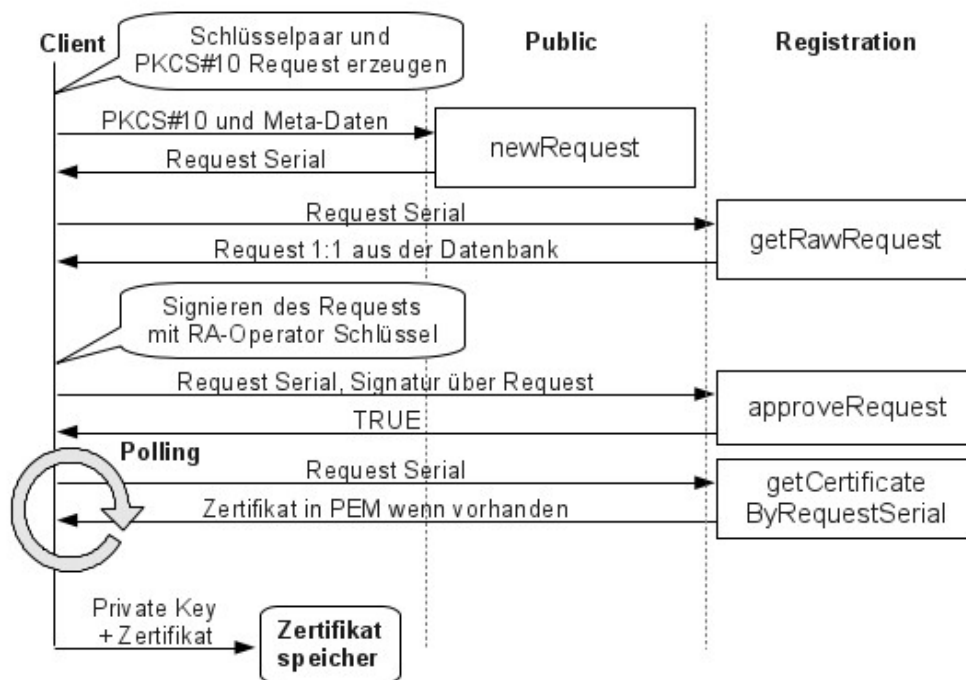 Client
Schlüsselpaar und
PKCS#10 Request erzeugen
Public
Registration
PKCS#10 und Meta-Daten
newRequest
Request Serial
Request Serial
getRawRequest
Request 1:1 aus der Datenbank
Signieren des Requests
mit RA-Operator Schlüssel
Request Serial, Signatur über Request
approveRequest
TRUE
Polling
Request Serial
getCertificate
ByRequestSerial
Zertifikat in PEM wenn vorhanden
Private Key
+ Zertifikat
Zertifikat
speicher